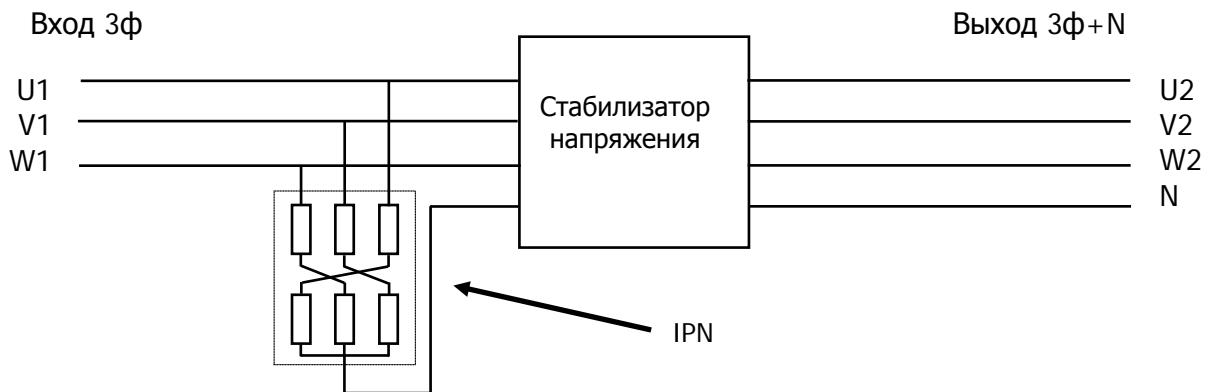 Вход 3ф
Выход 3ф+N
U1
V1
W1
Стабилизатор
напряжения
U2
V2
W2
N
IPN